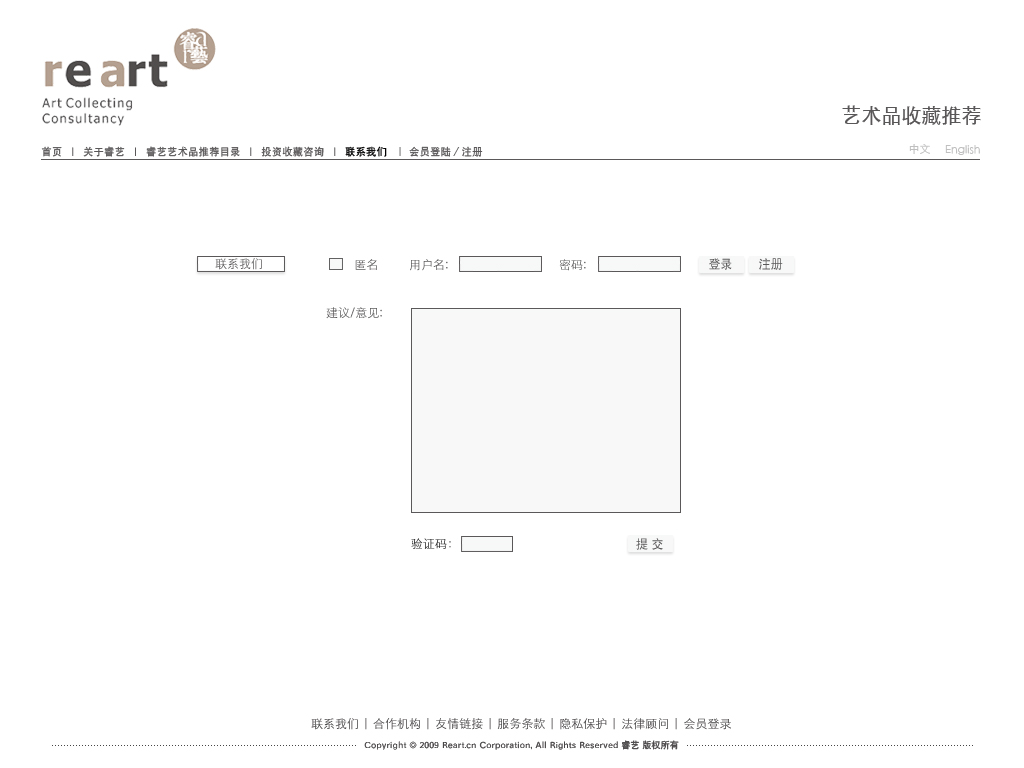 睿艺
re art
Art Collecting
Consultancy
艺术品收藏推荐
首页 | 关于睿艺 | 睿艺艺术品推荐目录 | 投资收藏咨询 | 联系我们 | 会员登陆 / 注册
中文 English
联系我们 匿名 用户名: 密码: 登录 注册
建议/意见:
验证码: 提 交
联系我们 | 合作机构 | 友情链接 | 服务条款 | 隐私保护 | 法律顾问 | 会员登录
Copyright © 2009 Reart.cn Corporation, All Rights Reserved 睿艺 版权所有